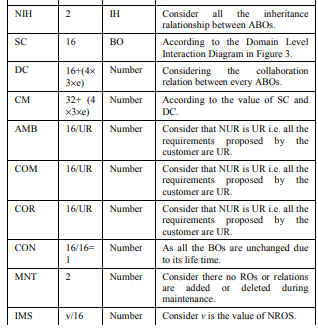 NIH 2 IH Consider all the inheritance
ralationship between ABOs.
SC 16 BO According to the Domain Level
Interaction Diagram in Figure 3.
DC 16+(4× Number Considering the collaboration
3×e) relation between every ABOs.
CM 32+ (4 Number According to the value of SC and
×3×e) DC.
AMB 16/UR Number Consider that NUR is UR i.e. all the
requirements proposed by the
customer are UR.
COM 16/UR Number Consider that NUR is UR i.e. all the
requirements proposed by the
customer are UR.
COR 16/UR Number Consider that NUR is UR i.e. all the
requirements proposed by the
customer are UR.
CON 16/16= Number As all the BOs are unchanged due
1 to its life time.
MNT 2 Number Consider there no ROs or relations
are added or deleted during
maintenance.
IMS v/16 Number Consider v is the value of NROS.